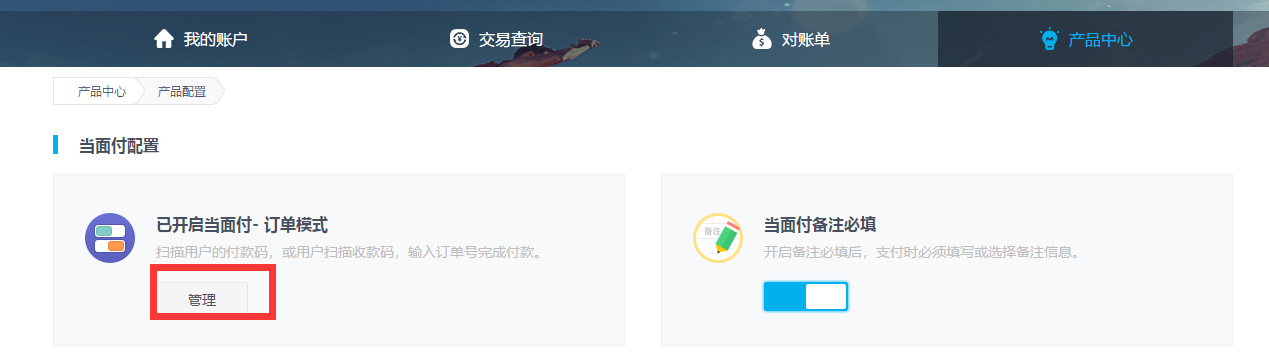 我的账户 交易查询 对账单 产品中心
产品中心 产品配置
当面付配置
已开启当面付- 订单模式
扫描用户的付款码，或用户扫描收款码，输入订单号完成付款。
管理
备注
当面付备注必填
开启备注必填后，支付时必须填写或选择备注信息。